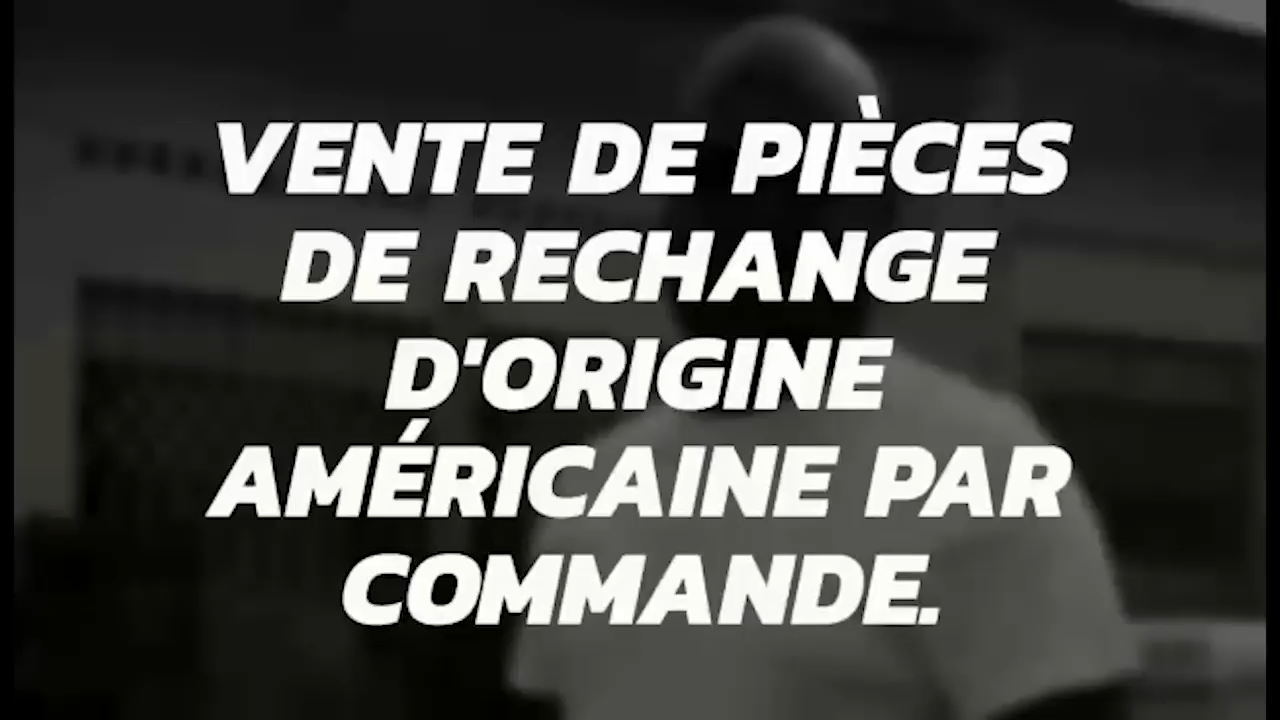 VENTE DE PIÈCES
DE RECHANGE
D'ORIGINE
AMÉRICAINE PAR
COMMANDE.